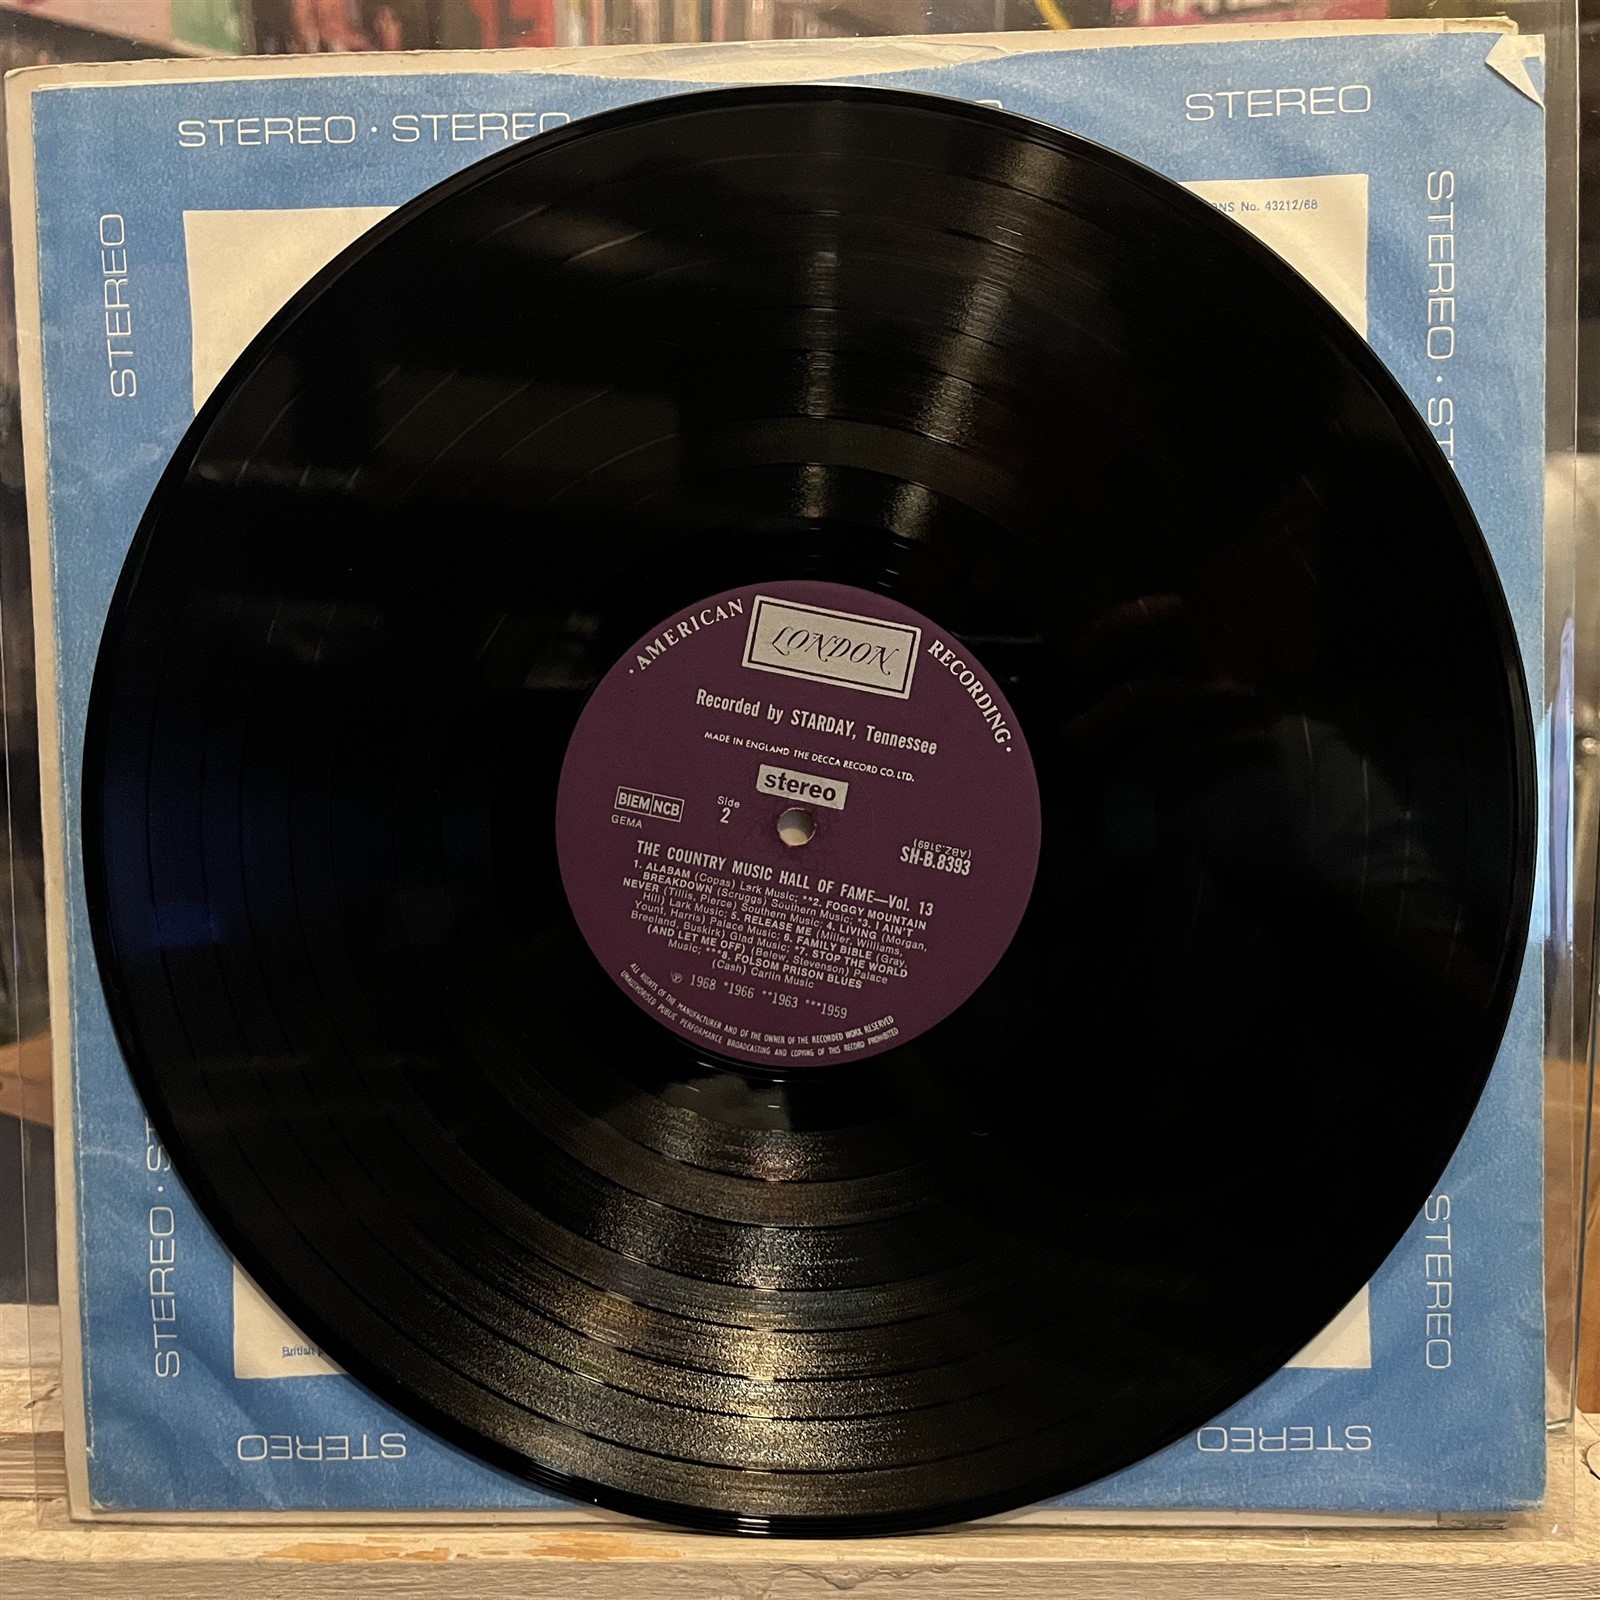 STEREO · STEREO
STEREO
STEREO
STEREO · ST
NS No. 43212/68
· AMERICAN
LONDON
RECORDING ·
Recorded by STARDAY, Tennessee
MADE IN ENGLAND THE DECCA RECORD CO. LTD.
stereo
BIEM NCB
GEMA
Side
2
(ABZ.3189)
SH-B.8393
THE COUNTRY MUSIC HALL OF FAME—Vol. 13
1. ALABAM (Copas) Lark Music; **2. FOGGY MOUNTAIN
BREAKDOWN (Scruggs) Southern Music; *3. I AIN'T
NEVER (Tillis, Pierce) Southern Music; 4. LIVING (Morgan,
Hill) Lark Music; 5. RELEASE ME (Miller, Williams,
Yount, Harris) Palace Music; 6. FAMILY BIBLE (Gray,
Breeland, Buskirk) Glad Music; *7. STOP THE WORLD
(AND LET ME OFF) (Belew, Stevenson) Palace
Music; ***8. FOLSOM PRISON BLUES
(Cash) Carlin Music
℗ 1968 *1966 **1963 ***1959
ALL RIGHTS OF THE MANUFACTURER AND OF THE OWNER OF THE RECORDED WORK RESERVED
UNAUTHORISED PUBLIC PERFORMANCE BROADCASTING AND COPYING OF THIS RECORD PROHIBITED
STEREO · ST
STEREO
British
STEREO
STEREO